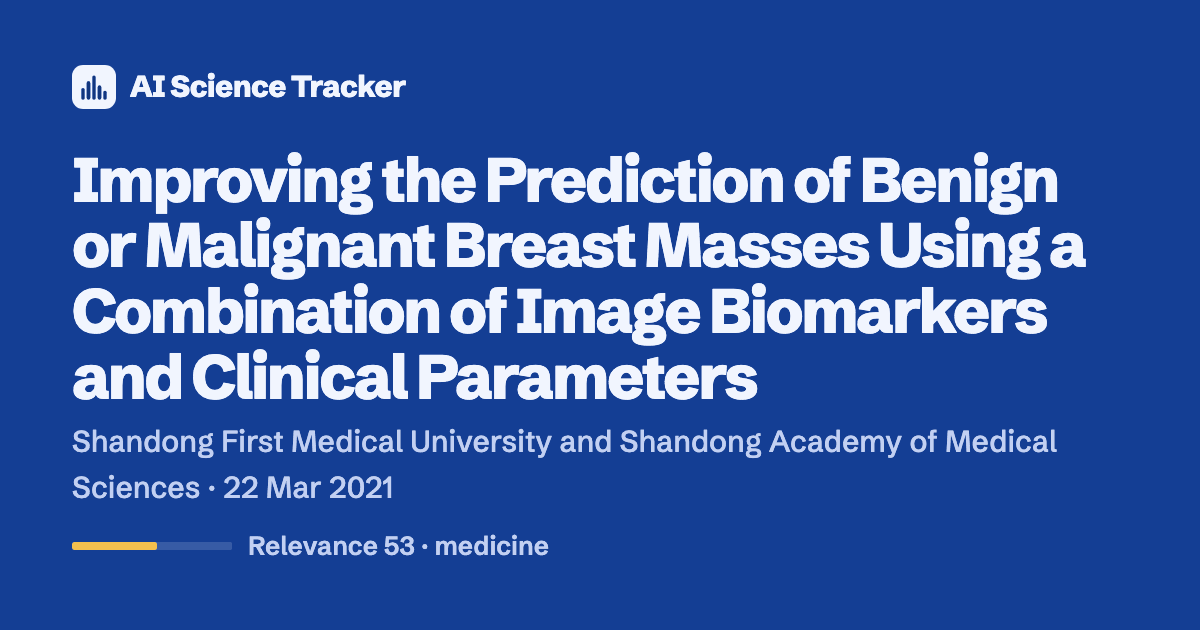 AI Science Tracker
Improving the Prediction of Benign
or Malignant Breast Masses Using a
Combination of Image Biomarkers
and Clinical Parameters
Shandong First Medical University and Shandong Academy of Medical
Sciences · 22 Mar 2021
Relevance 53 · medicine